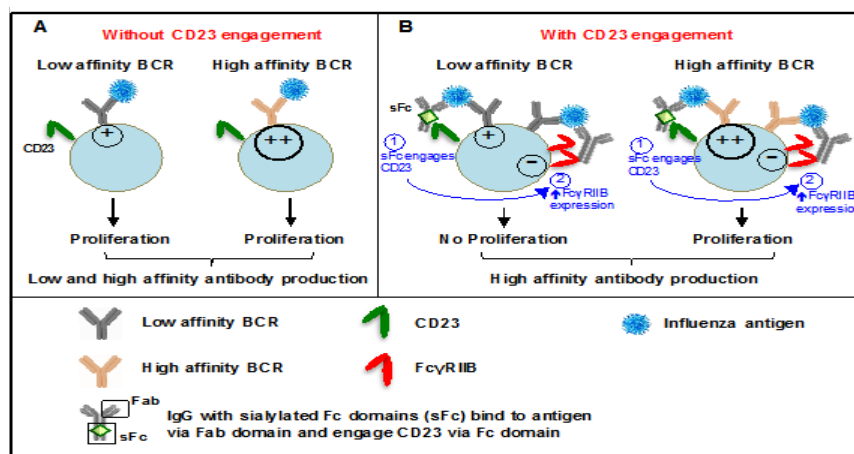 A
Without CD23 engagement
Low affinity BCR
High affinity BCR
CD23
+
++
Proliferation
Proliferation
Low and high affinity antibody production
B
With CD23 engagement
Low affinity BCR
High affinity BCR
sFc
+
++
1
sFc engages
CD23
−
2
↑FcγRIIB
expression
1
sFc engages
CD23
−
2
↑FcγRIIB
expression
No Proliferation
Proliferation
High affinity antibody production
Low affinity BCR
CD23
Influenza antigen
High affinity BCR
FcγRIIB
Fab
sFc
IgG with sialylated Fc domains (sFc) bind to antigen
via Fab domain and engage CD23 via Fc domain